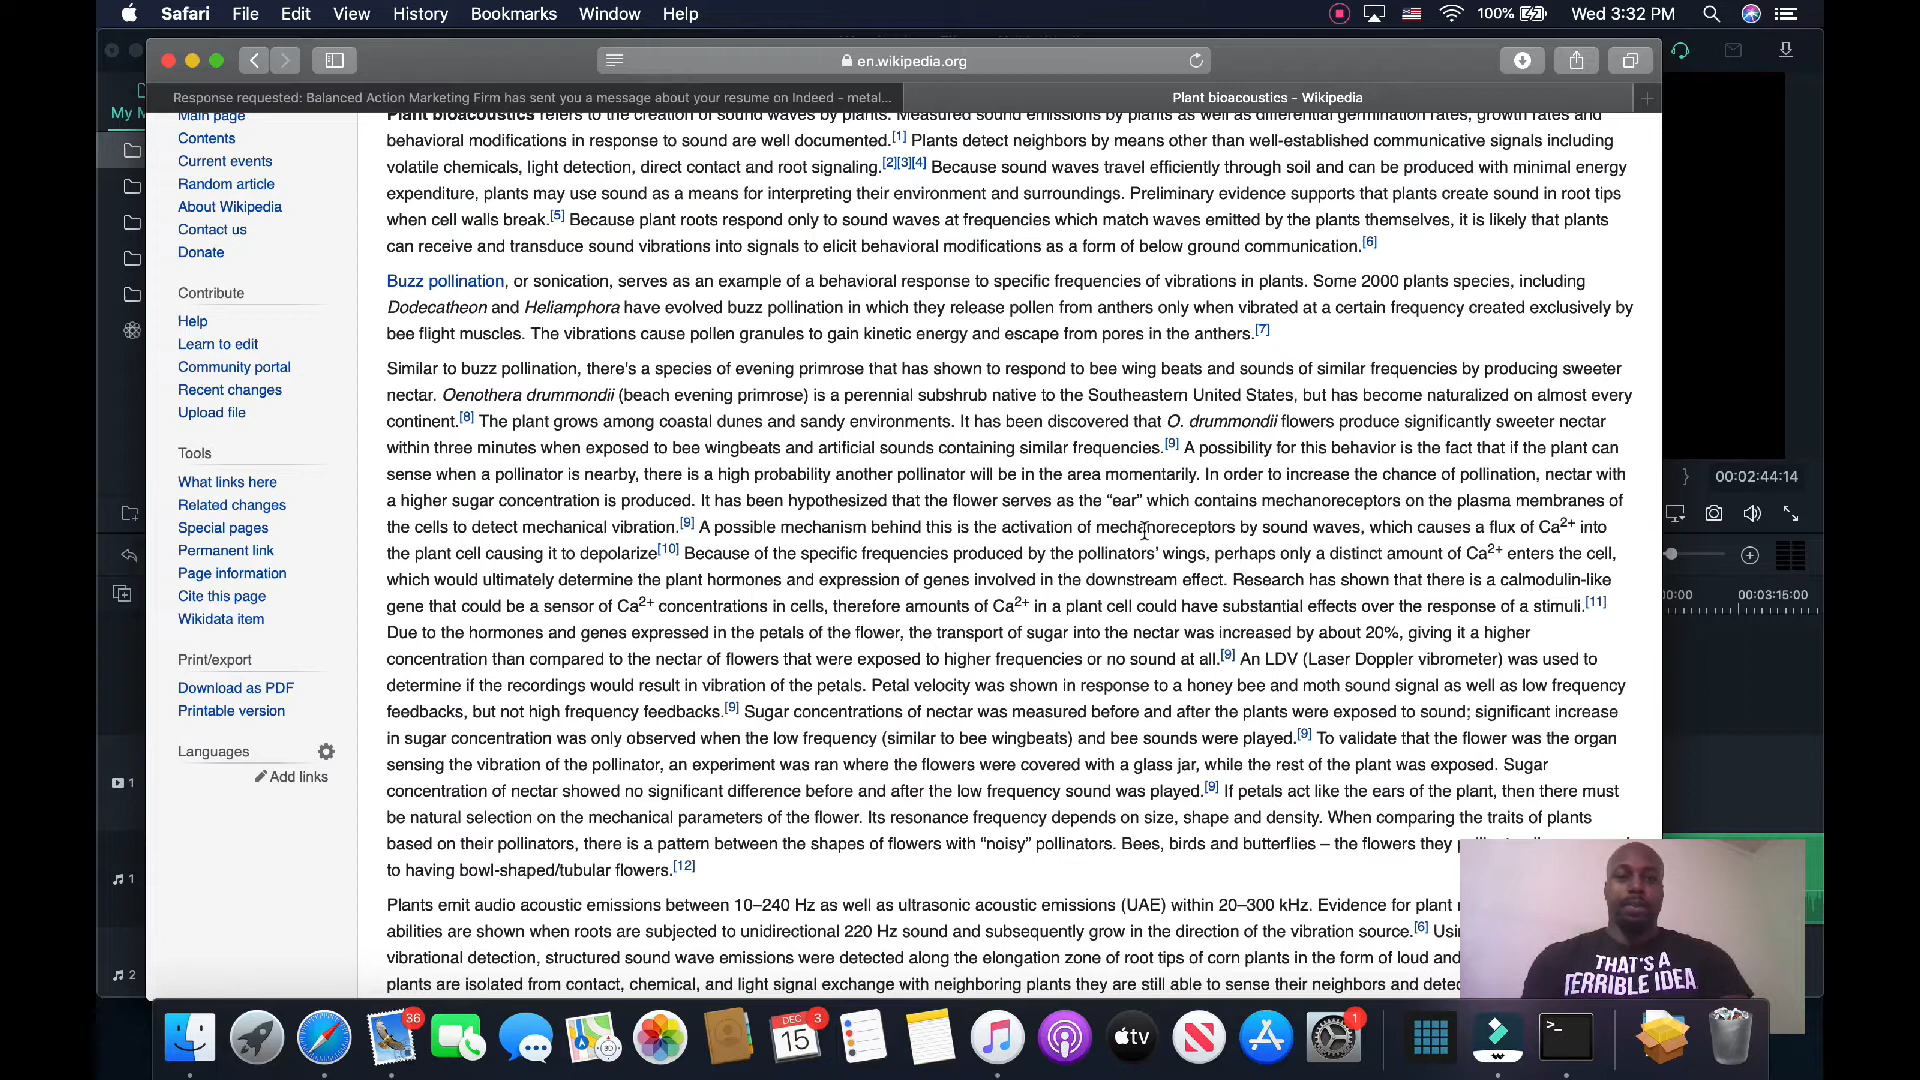 Safari File Edit View History Bookmarks Window Help 100% Wed 3:32 PM
en.wikipedia.org
Response requested: Balanced Action Marketing Firm has sent you a message about your resume on Indeed - metal... Plant bioacoustics - Wikipedia
My
Main page
Contents
Current events
Random article
About Wikipedia
Contact us
Donate
Contribute
Help
Learn to edit
Community portal
Recent changes
Upload file
Tools
What links here
Related changes
Special pages
Permanent link
Page information
Cite this page
Wikidata item
Print/export
Download as PDF
Printable version
Languages
Add links
Plant bioacoustics refers to the creation of sound waves by plants. Measured sound emissions by plants as well as differential germination rates, growth rates and
behavioral modifications in response to sound are well documented.[1] Plants detect neighbors by means other than well-established communicative signals including
volatile chemicals, light detection, direct contact and root signaling.[2][3][4] Because sound waves travel efficiently through soil and can be produced with minimal energy
expenditure, plants may use sound as a means for interpreting their environment and surroundings. Preliminary evidence supports that plants create sound in root tips
when cell walls break.[5] Because plant roots respond only to sound waves at frequencies which match waves emitted by the plants themselves, it is likely that plants
can receive and transduce sound vibrations into signals to elicit behavioral modifications as a form of below ground communication.[6]
Buzz pollination, or sonication, serves as an example of a behavioral response to specific frequencies of vibrations in plants. Some 2000 plants species, including
Dodecatheon and Heliamphora have evolved buzz pollination in which they release pollen from anthers only when vibrated at a certain frequency created exclusively by
bee flight muscles. The vibrations cause pollen granules to gain kinetic energy and escape from pores in the anthers.[7]
Similar to buzz pollination, there's a species of evening primrose that has shown to respond to bee wing beats and sounds of similar frequencies by producing sweeter
nectar. Oenothera drummondii (beach evening primrose) is a perennial subshrub native to the Southeastern United States, but has become naturalized on almost every
continent.[8] The plant grows among coastal dunes and sandy environments. It has been discovered that O. drummondii flowers produce significantly sweeter nectar
within three minutes when exposed to bee wingbeats and artificial sounds containing similar frequencies.[9] A possibility for this behavior is the fact that if the plant can
sense when a pollinator is nearby, there is a high probability another pollinator will be in the area momentarily. In order to increase the chance of pollination, nectar with
a higher sugar concentration is produced. It has been hypothesized that the flower serves as the “ear” which contains mechanoreceptors on the plasma membranes of
the cells to detect mechanical vibration.[9] A possible mechanism behind this is the activation of mechanoreceptors by sound waves, which causes a flux of Ca2+ into
the plant cell causing it to depolarize[10] Because of the specific frequencies produced by the pollinators’ wings, perhaps only a distinct amount of Ca2+ enters the cell,
which would ultimately determine the plant hormones and expression of genes involved in the downstream effect. Research has shown that there is a calmodulin-like
gene that could be a sensor of Ca2+ concentrations in cells, therefore amounts of Ca2+ in a plant cell could have substantial effects over the response of a stimuli.[11]
Due to the hormones and genes expressed in the petals of the flower, the transport of sugar into the nectar was increased by about 20%, giving it a higher
concentration than compared to the nectar of flowers that were exposed to higher frequencies or no sound at all.[9] An LDV (Laser Doppler vibrometer) was used to
determine if the recordings would result in vibration of the petals. Petal velocity was shown in response to a honey bee and moth sound signal as well as low frequency
feedbacks, but not high frequency feedbacks.[9] Sugar concentrations of nectar was measured before and after the plants were exposed to sound; significant increase
in sugar concentration was only observed when the low frequency (similar to bee wingbeats) and bee sounds were played.[9] To validate that the flower was the organ
sensing the vibration of the pollinator, an experiment was ran where the flowers were covered with a glass jar, while the rest of the plant was exposed. Sugar
concentration of nectar showed no significant difference before and after the low frequency sound was played.[9] If petals act like the ears of the plant, then there must
be natural selection on the mechanical parameters of the flower. Its resonance frequency depends on size, shape and density. When comparing the traits of plants
based on their pollinators, there is a pattern between the shapes of flowers with “noisy” pollinators. Bees, birds and butterflies – the flowers they
to having bowl-shaped/tubular flowers.[12]
Plants emit audio acoustic emissions between 10–240 Hz as well as ultrasonic acoustic emissions (UAE) within 20–300 kHz. Evidence for plant
abilities are shown when roots are subjected to unidirectional 220 Hz sound and subsequently grow in the direction of the vibration source.[6] Usi
vibrational detection, structured sound wave emissions were detected along the elongation zone of root tips of corn plants in the form of loud and
plants are isolated from contact, chemical, and light signal exchange with neighboring plants they are still able to sense their neighbors and detec
00:02:44:14
00:00 00:03:15:00
1
1
2
THAT'S A
TERRIBLE IDEA
36
DEC
15
3
tv
1
>_